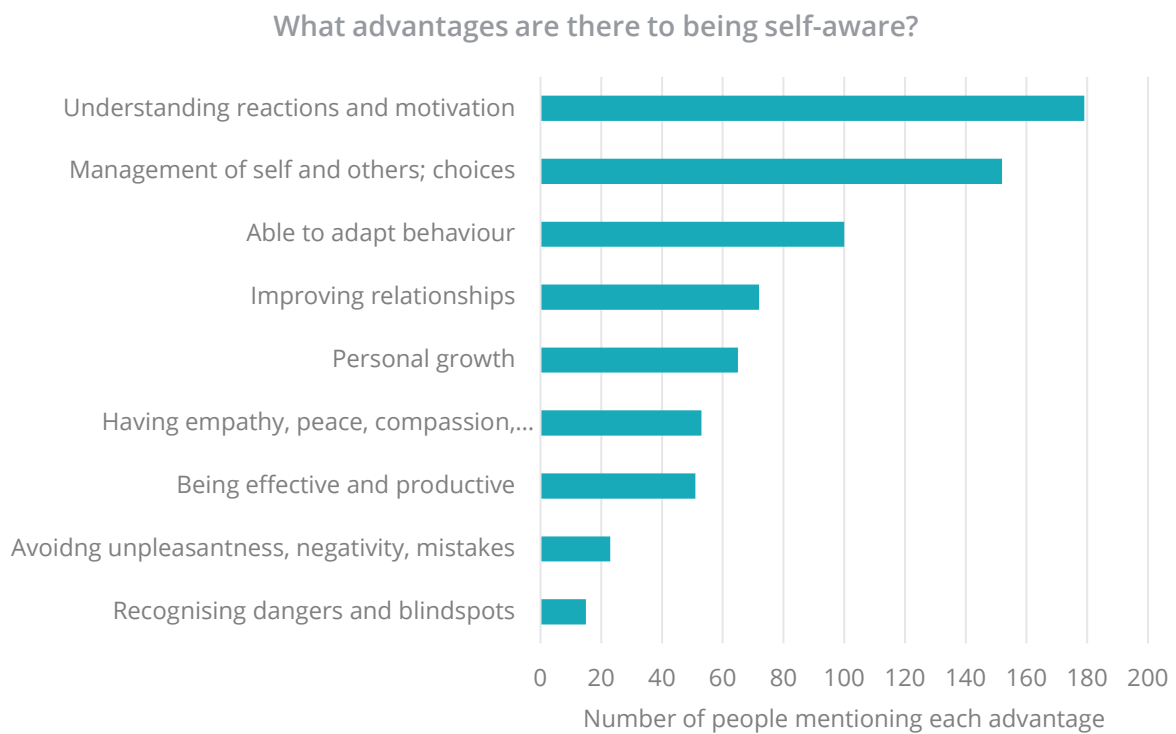 What advantages are there to being self-aware?
Understanding reactions and motivation
Management of self and others; choices
Able to adapt behaviour
Improving relationships
Personal growth
Having empathy, peace, compassion,...
Being effective and productive
Avoidng unpleasantness, negativity, mistakes
Recognising dangers and blindspots
0 20 40 60 80 100 120 140 160 180 200
Number of people mentioning each advantage